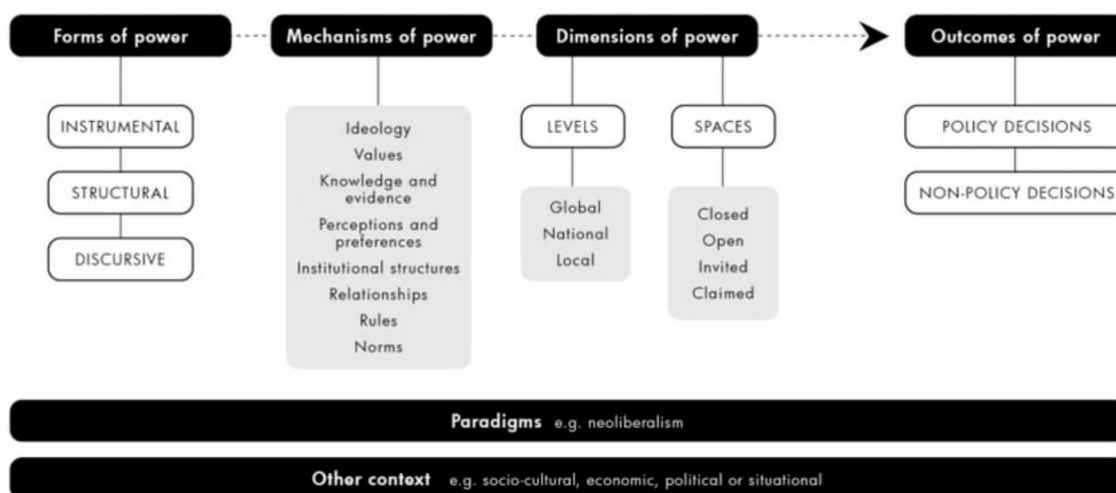 Forms of power
Mechanisms of power
Dimensions of power
Outcomes of power
INSTRUMENTAL
STRUCTURAL
DISCURSIVE
Ideology
Values
Knowledge and
evidence
Perceptions and
preferences
Institutional structures
Relationships
Rules
Norms
LEVELS
Global
National
Local
SPACES
Closed
Open
Invited
Claimed
POLICY DECISIONS
NON-POLICY DECISIONS
Paradigms e.g. neoliberalism
Other context e.g. socio-cultural, economic, political or situational